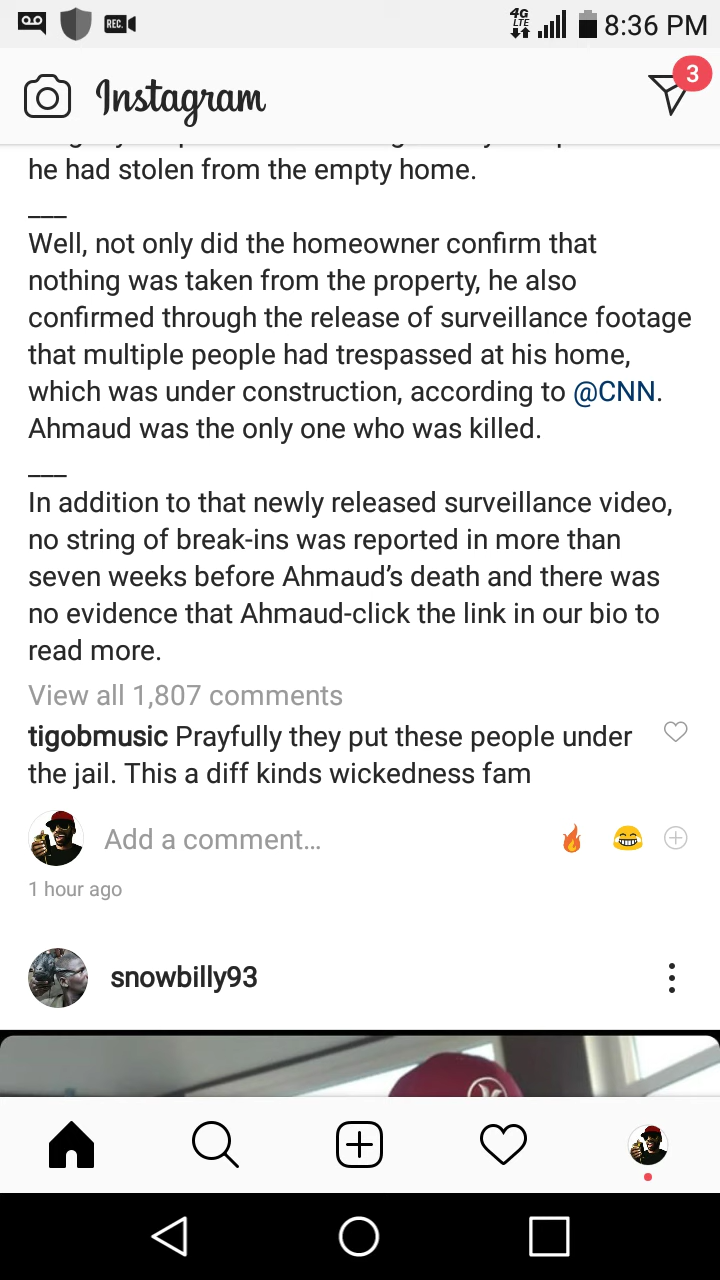 REC.
4G
LTE
8:36 PM
Instagram
3
he had stolen from the empty home.
___
Well, not only did the homeowner confirm that
nothing was taken from the property, he also
confirmed through the release of surveillance footage
that multiple people had trespassed at his home,
which was under construction, according to @CNN.
Ahmaud was the only one who was killed.
___
In addition to that newly released surveillance video,
no string of break-ins was reported in more than
seven weeks before Ahmaud’s death and there was
no evidence that Ahmaud-click the link in our bio to
read more.
View all 1,807 comments
tigobmusic Prayfully they put these people under
the jail. This a diff kinds wickedness fam
Add a comment...
1 hour ago
snowbilly93